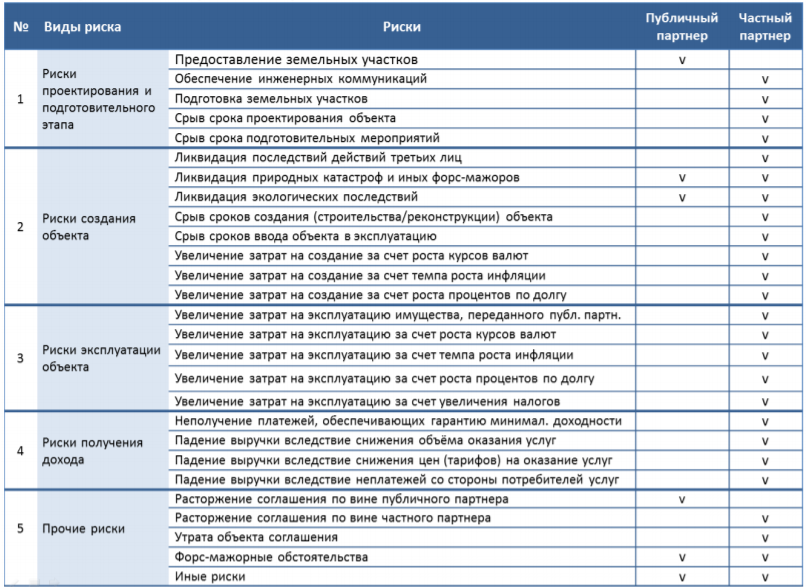 № Виды риска Риски Публичный партнер Частный партнер
1 Риски проектирования и подготовительного этапа
Предоставление земельных участков v
Обеспечение инженерных коммуникаций v
Подготовка земельных участков v
Срыв срока проектирования объекта v
Срыв срока подготовительных мероприятий v
2 Риски создания объекта
Ликвидация последствий действий третьих лиц v
Ликвидация природных катастроф и иных форс-мажоров v v
Ликвидация экологических последствий v v
Срыв сроков создания (строительства/реконструкции) объекта v
Срыв сроков ввода объекта в эксплуатацию v
Увеличение затрат на создание за счет роста курсов валют v
Увеличение затрат на создание за счет темпа роста инфляции v
Увеличение затрат на создание за счет роста процентов по долгу v
3 Риски эксплуатации объекта
Увеличение затрат на эксплуатацию имущества, переданного публ. партн. v
Увеличение затрат на эксплуатацию за счет роста курсов валют v
Увеличение затрат на эксплуатацию за счет темпа роста инфляции v
Увеличение затрат на эксплуатацию за счет роста процентов по долгу v
Увеличение затрат на эксплуатацию за счет увеличения налогов v
4 Риски получения дохода
Неполучение платежей, обеспечивающих гарантию минимал. доходности v
Падение выручки вследствие снижения объёма оказания услуг v
Падение выручки вследствие снижения цен (тарифов) на оказание услуг v
Падение выручки вследствие неплатежей со стороны потребителей услуг v
5 Прочие риски
Расторжение соглашения по вине публичного партнера v
Расторжение соглашения по вине частного партнера v
Утрата объекта соглашения v
Форс-мажорные обстоятельства v v
Иные риски v v